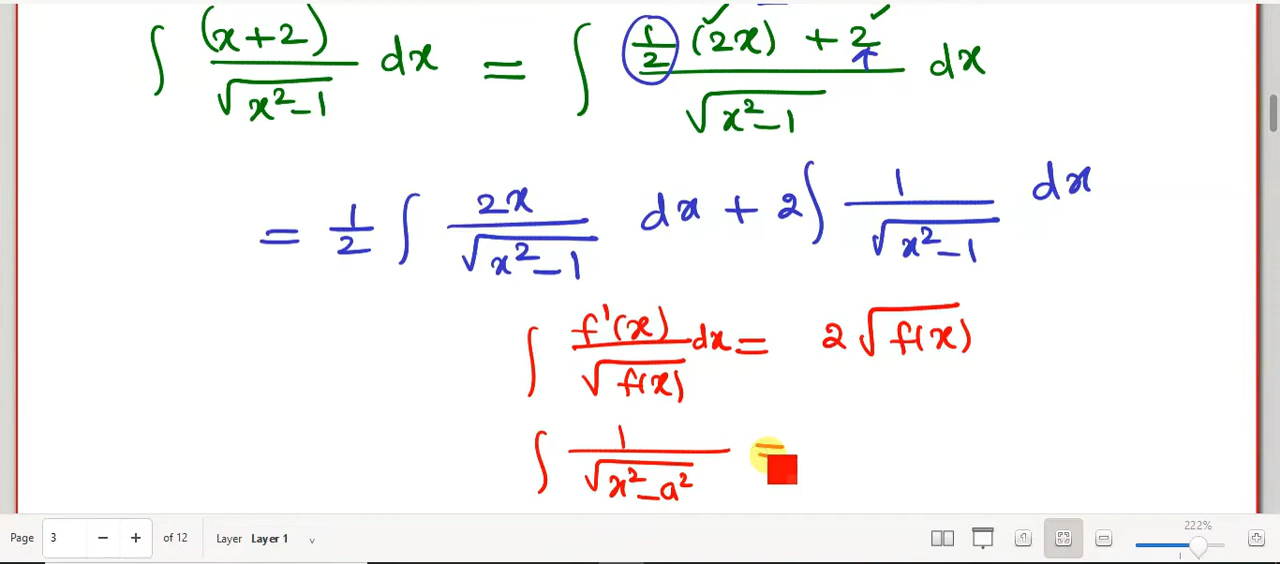 ∫ (x+2)/√(x²-1) dx = ∫ (1/2 (2x) + 2)/√(x²-1) dx
= 1/2 ∫ 2x/√(x²-1) dx + 2∫ 1/√(x²-1) dx
∫ f'(x)/√f(x) dx = 2√f(x)
∫ 1/√(x²-a²) =
Page 3 - + of 12 Layer Layer 1 222%